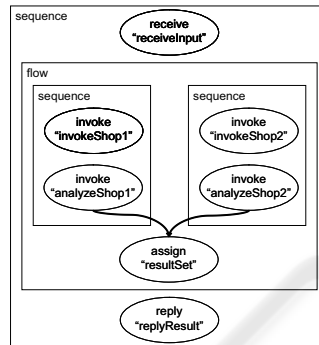 sequence
receive
“receiveInput”
flow
sequence
sequence
invoke
“invokeShop1”
invoke
“invokeShop2”
invoke
“analyzeShop1”
invoke
“analyzeShop2”
assign
“resultSet”
reply
“replyResult”